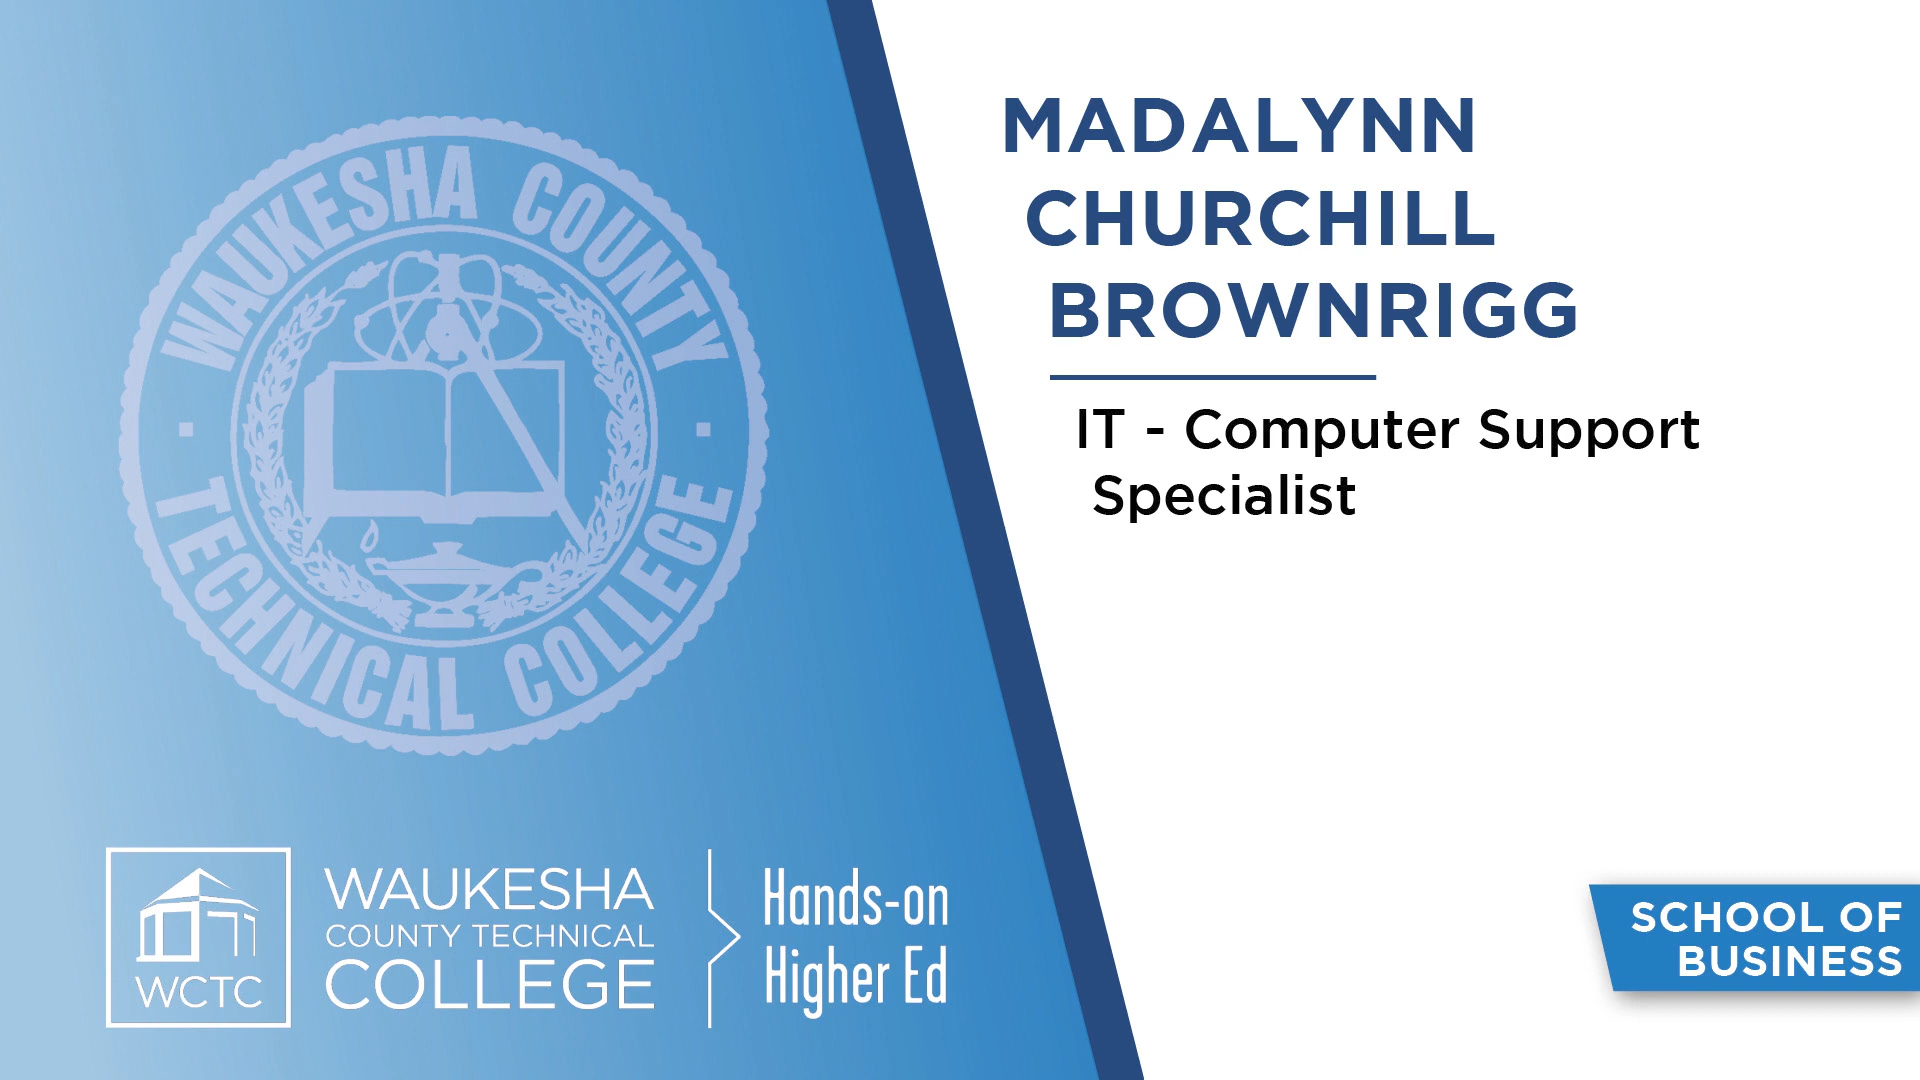 WAUKESHA COUNTY
TECHNICAL COLLEGE
WCTC
WAUKESHA
COUNTY TECHNICAL
COLLEGE
Hands-on
Higher Ed
MADALYNN
CHURCHILL
BROWNRIGG
IT - Computer Support
Specialist
SCHOOL OF
BUSINESS